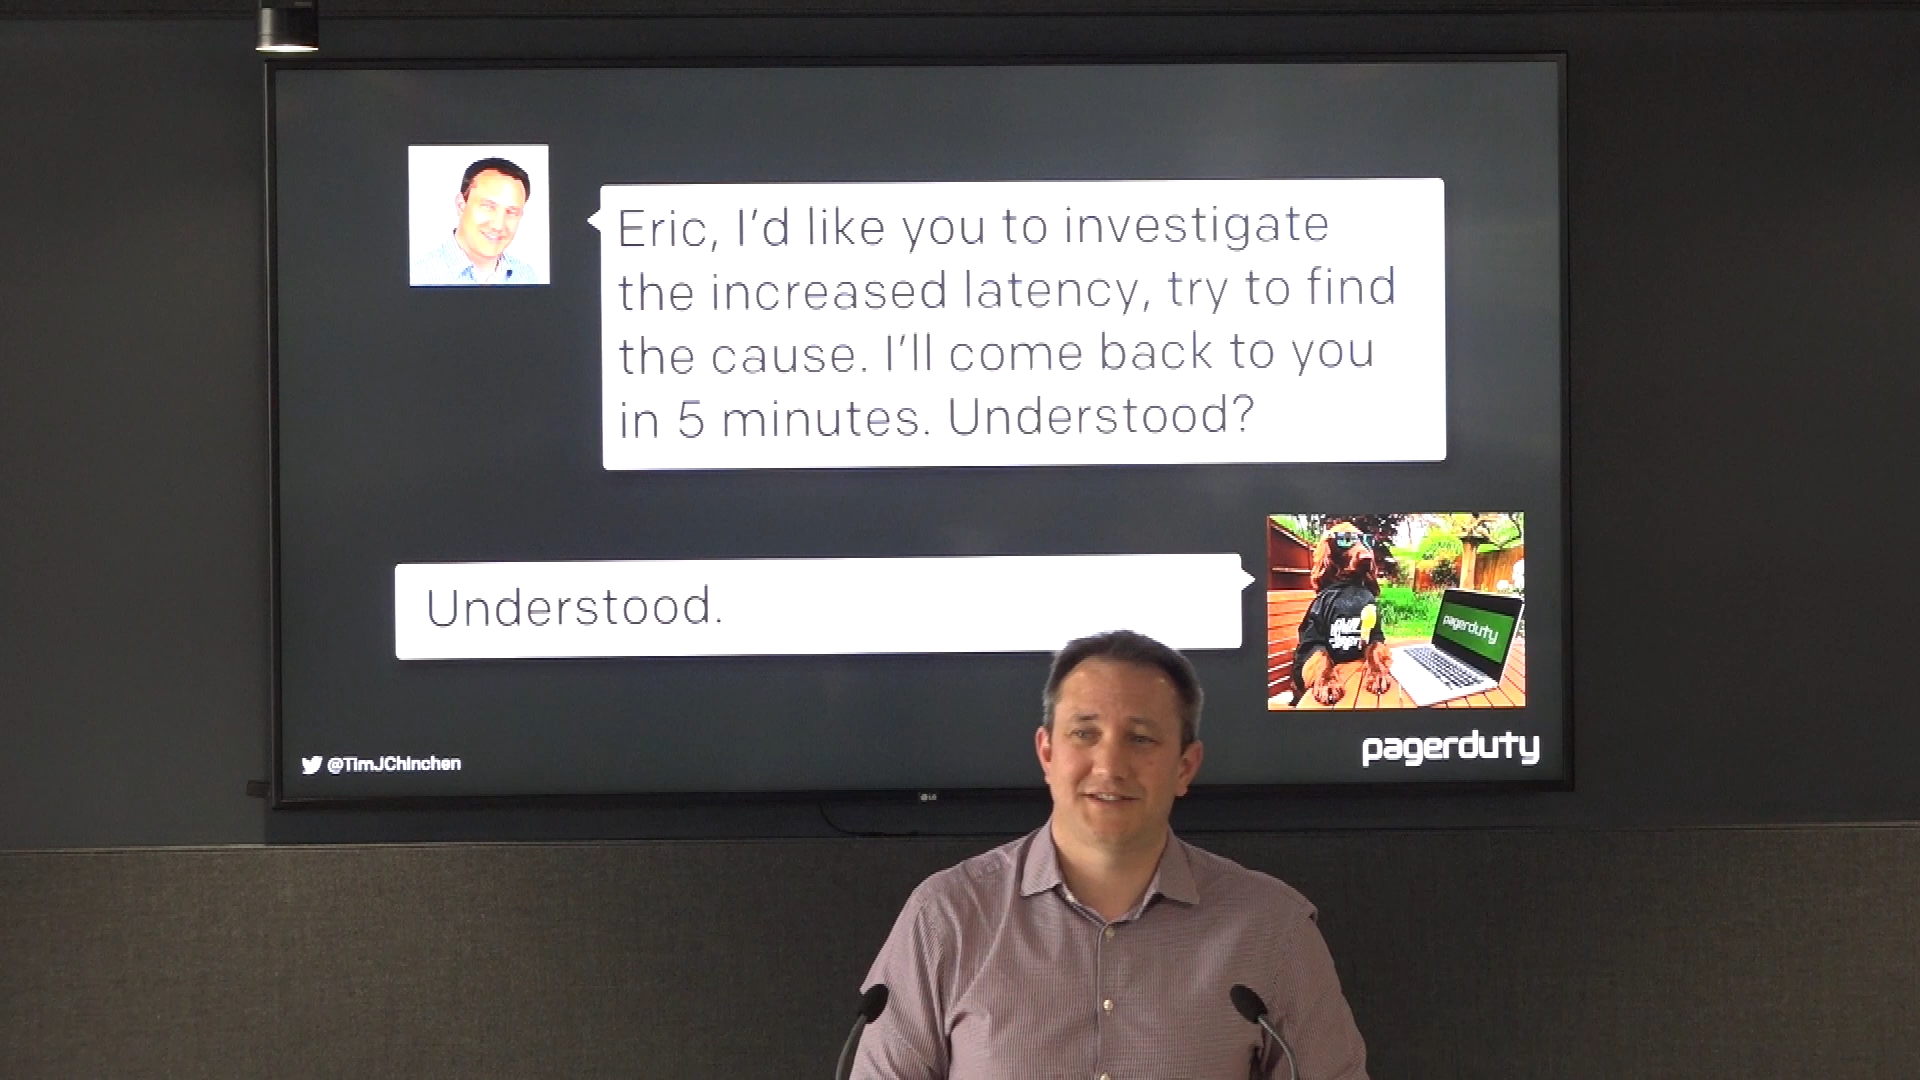 Eric, I'd like you to investigate
the increased latency, try to find
the cause. I'll come back to you
in 5 minutes. Understood?
Understood.
pagerduty
@TimJChinchen
pagerduty
LG